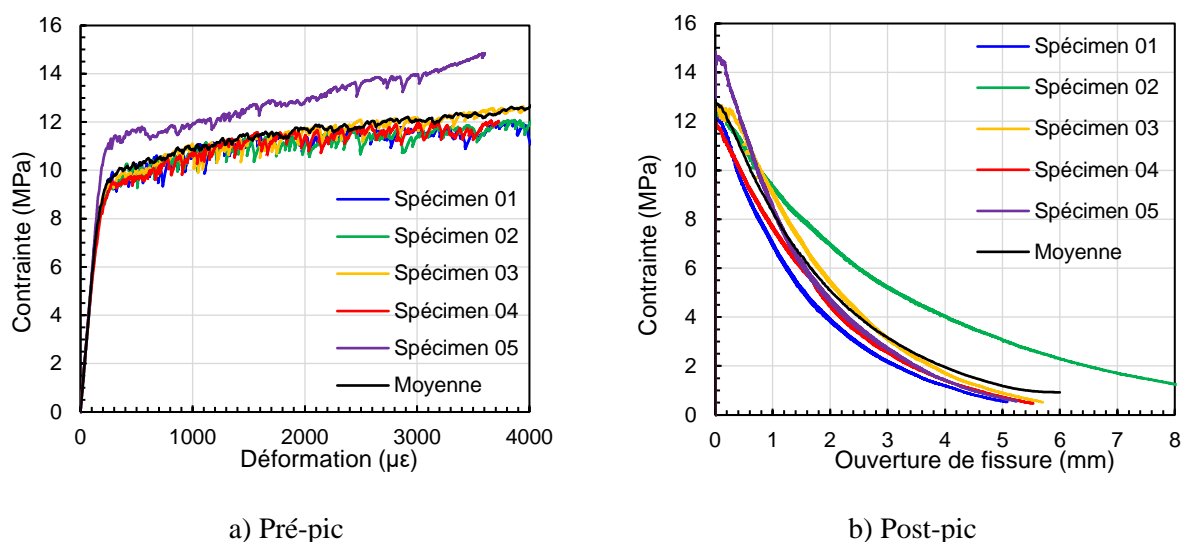 16
14
12
10
8
6
4
2
0
Contrainte (MPa)
Spécimen 01
Spécimen 02
Spécimen 03
Spécimen 04
Spécimen 05
Moyenne
0 1000 2000 3000 4000
Déformation (µε)
a) Pré-pic
16
14
12
10
8
6
4
2
0
Contrainte (MPa)
Spécimen 01
Spécimen 02
Spécimen 03
Spécimen 04
Spécimen 05
Moyenne
0 1 2 3 4 5 6 7 8
Ouverture de fissure (mm)
b) Post-pic